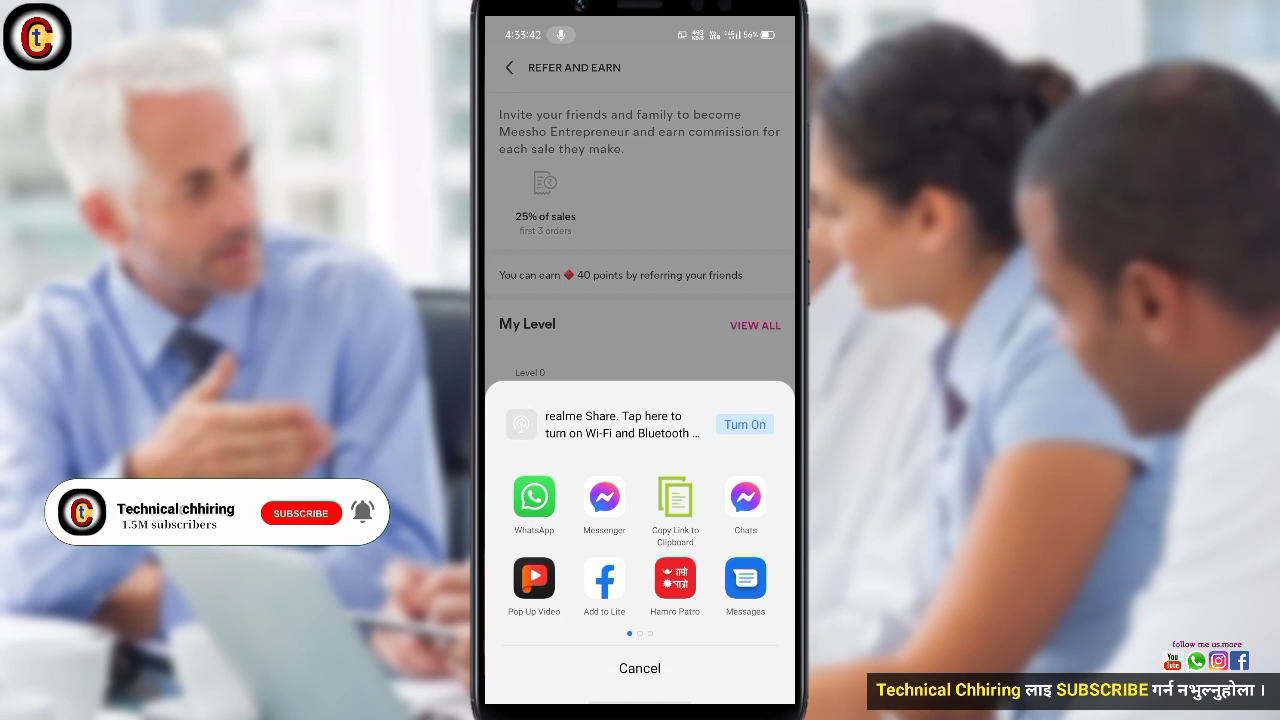 4:33:42
56%
REFER AND EARN
Invite your friends and family to become
Meesho Entrepreneur and earn commission for
each sale they make.
25% of sales
first 3 orders
You can earn 40 points by referring your friends
My Level
VIEW ALL
Level 0
realme Share. Tap here to
turn on Wi-Fi and Bluetooth ...
Turn On
WhatsApp
Messenger
Copy Link to
Clipboard
Chats
Pop-Up Video
Add to Lite
हाम्रो
पात्रो
Hamro Patro
Messages
Cancel
Technical chhiring
1.5M subscribers
SUBSCRIBE
follow me us.more
You
Tube
Technical Chhiring लाइ SUBSCRIBE गर्न नभुल्नुहोला ।